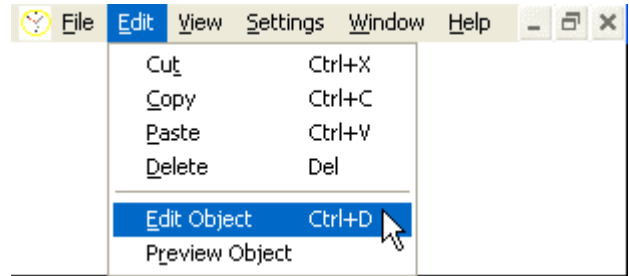 File Edit View Settings Window Help
Cut Ctrl+X
Copy Ctrl+C
Paste Ctrl+V
Delete Del
Edit Object Ctrl+D
Preview Object